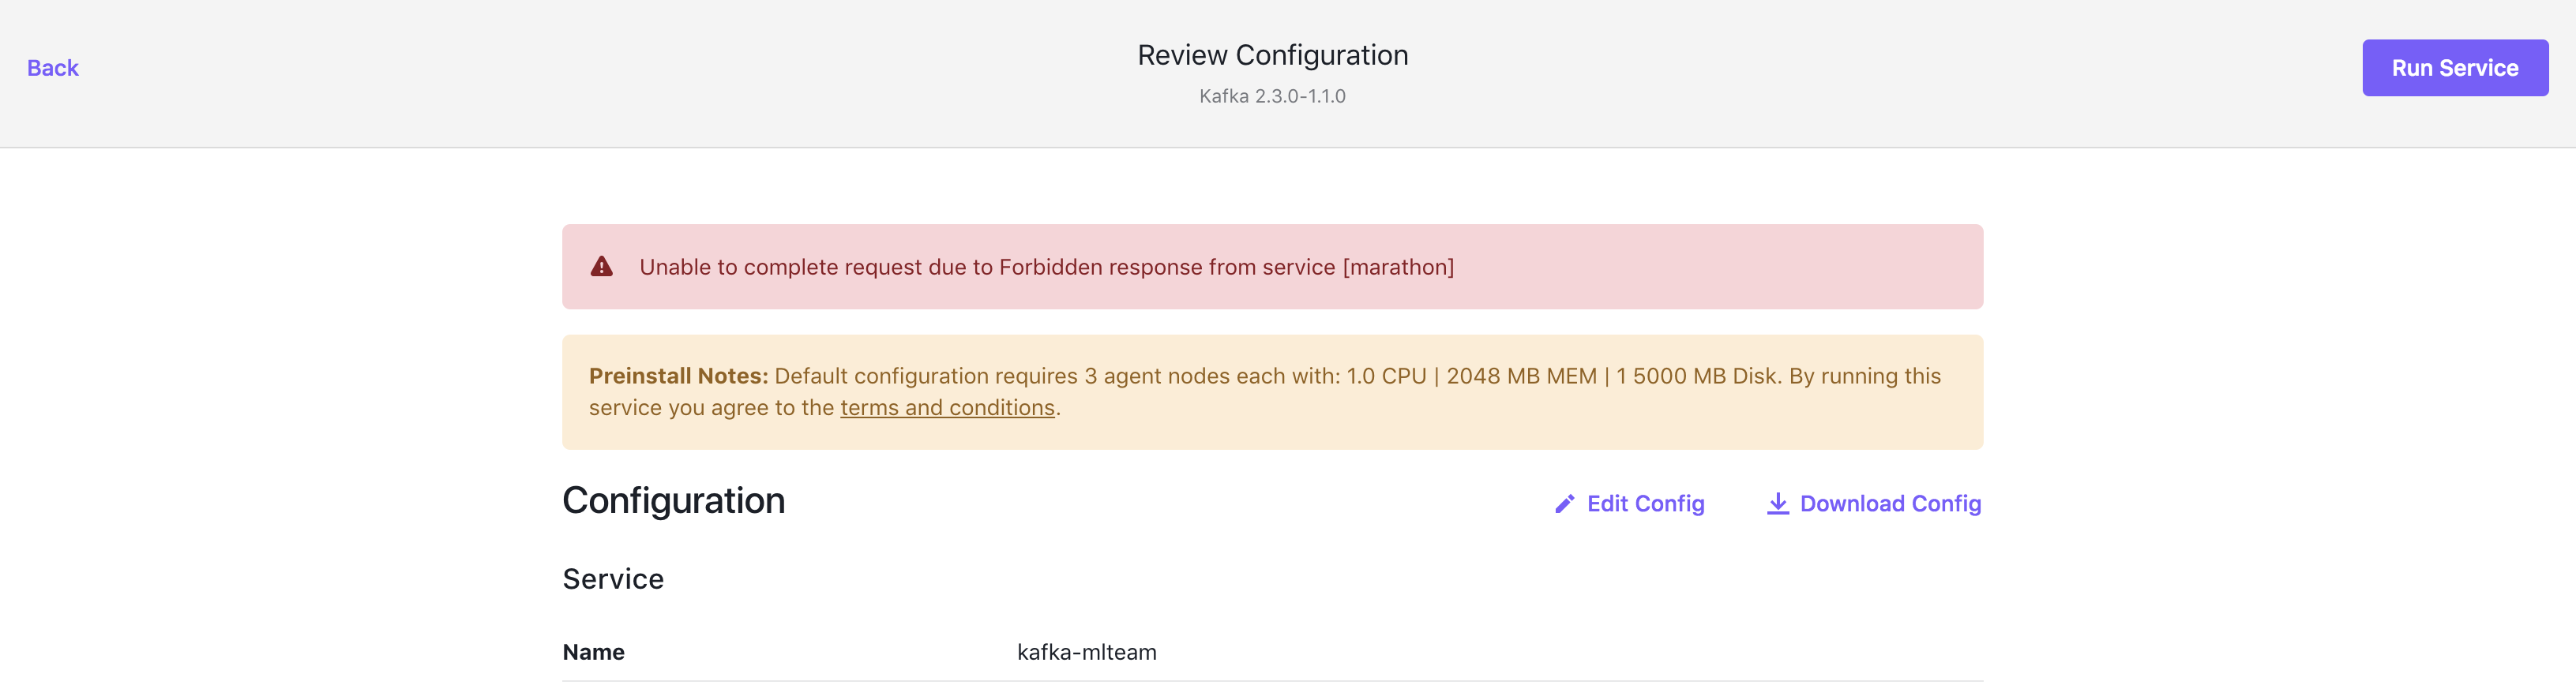 Back
Review Configuration
Kafka 2.3.0-1.1.0
Run Service
Unable to complete request due to Forbidden response from service [marathon]
Preinstall Notes: Default configuration requires 3 agent nodes each with: 1.0 CPU | 2048 MB MEM | 1 5000 MB Disk. By running this
service you agree to the terms and conditions.
Configuration
Edit Config
Download Config
Service
Name
kafka-mlteam